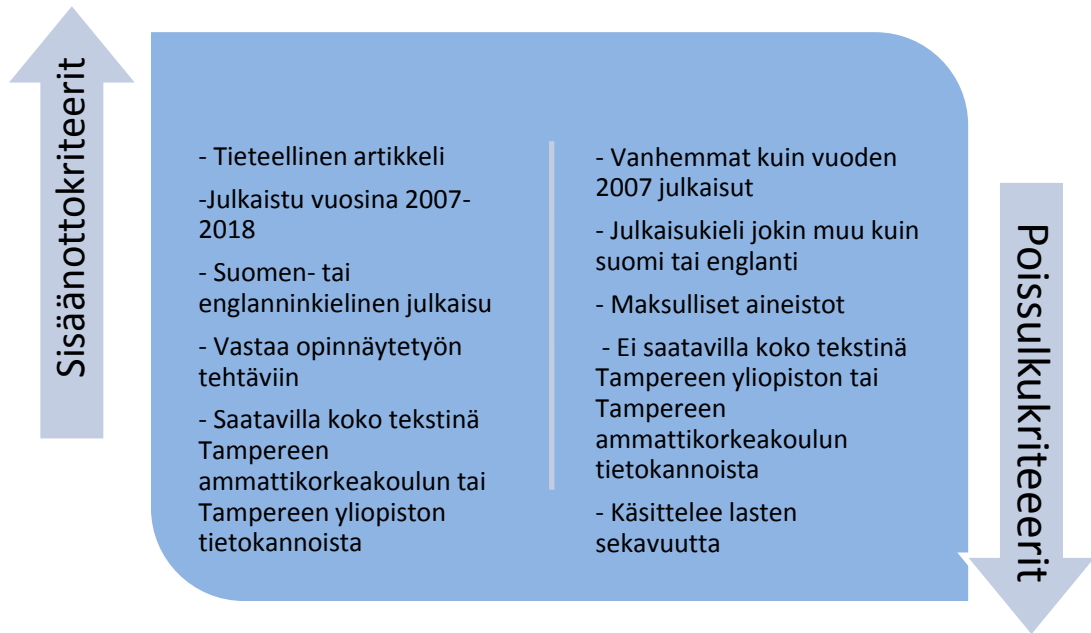 Sisäänottokriteerit
- Tieteellinen artikkeli
-Julkaistu vuosina 2007-
2018
- Suomen- tai
englanninkielinen julkaisu
- Vastaa opinnäytetyön
tehtäviin
- Saatavilla koko tekstinä
Tampereen
ammattikorkeakoulun tai
Tampereen yliopiston
tietokannoista
- Vanhemmat kuin vuoden
2007 julkaisut
- Julkaisukieli jokin muu kuin
suomi tai englanti
- Maksulliset aineistot
- Ei saatavilla koko tekstinä
Tampereen yliopiston tai
Tampereen
ammattikorkeakoulun
tietokannoista
- Käsittelee lasten
sekavuutta
Poissulkukriteeerit